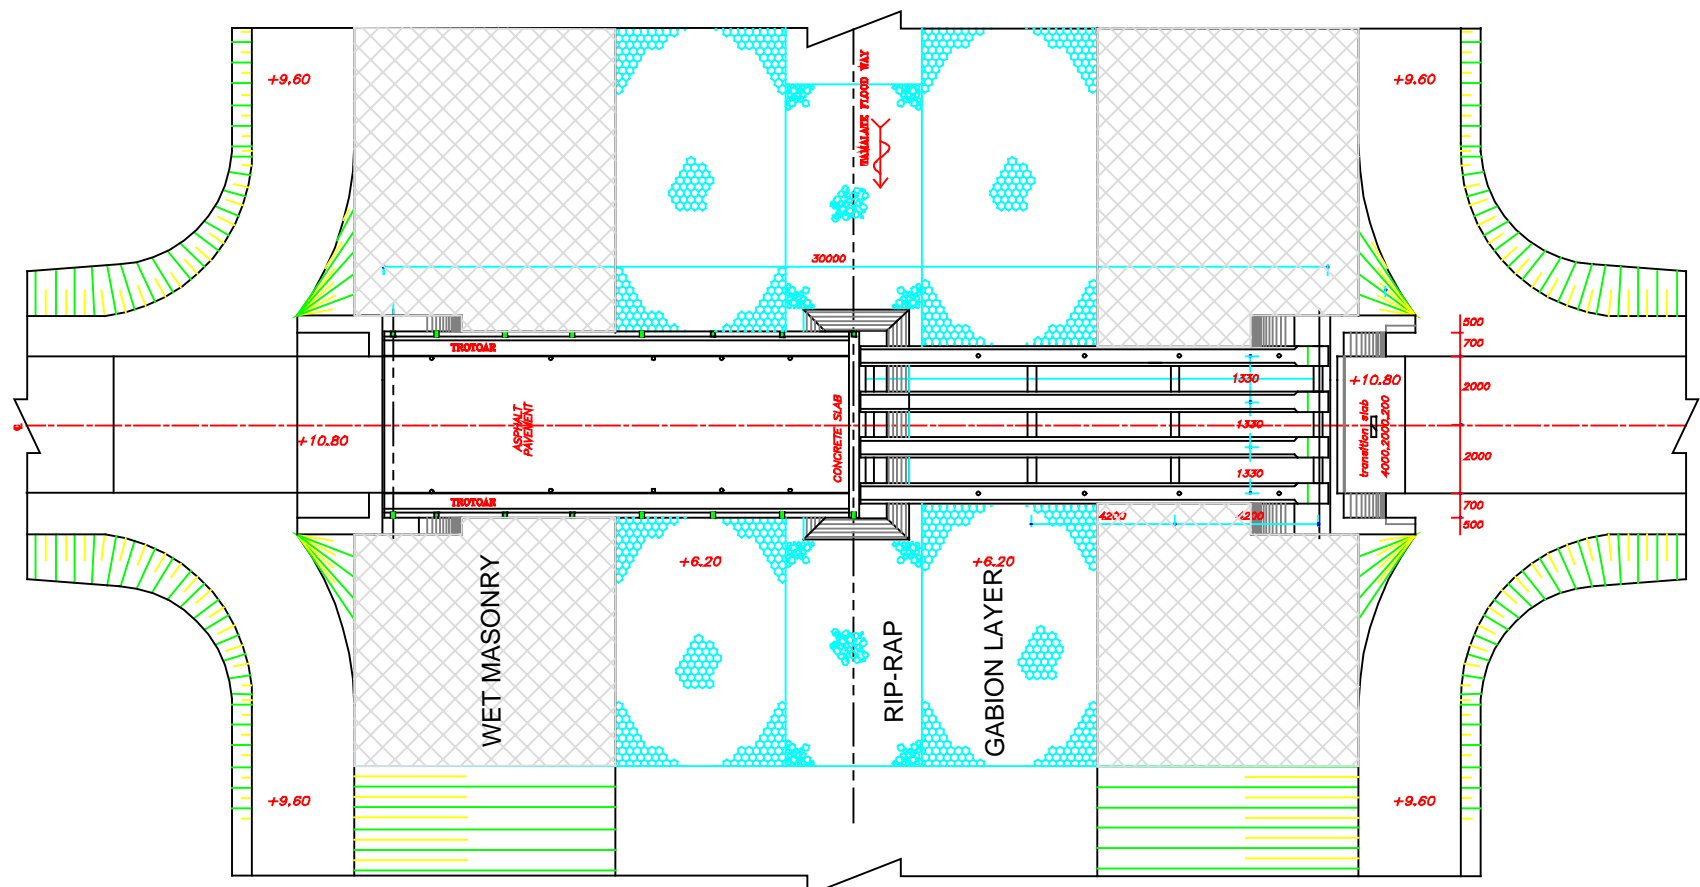 +9.60
+9.60
TAMALATE FLOOD WAY
30000
500
700
TROTOAR
1330
+10.80
2000
ASPHALT
PAVEMENT
CONCRETE SLAB
1330
transition slab
4000.2000.200
+10.80
2000
1330
TROTOAR
4200
4200
700
500
+6.20
+6.20
WET MASONRY
RIP-RAP
GABION LAYER
+9.60
+9.60